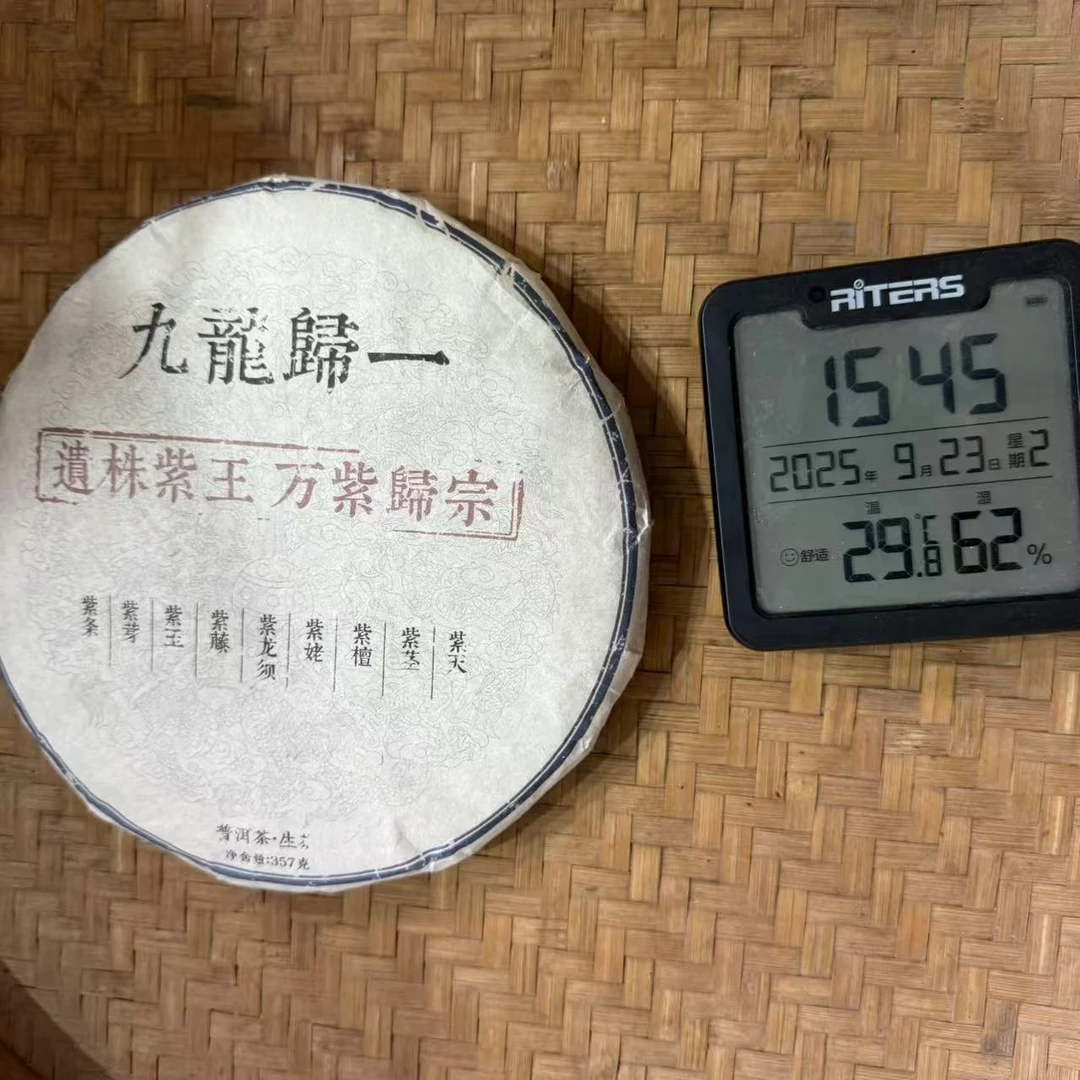 九龍歸一
遺株紫王 万紫歸宗
紫条 紫芽 紫王 紫藤 紫龙须 紫姥 紫檀 紫茎 紫天
普洱茶·生茶
净含量:357克
RITERS
15 45
2025年 9月23日 星期2
温 湿
舒适 29.8℃ 62%